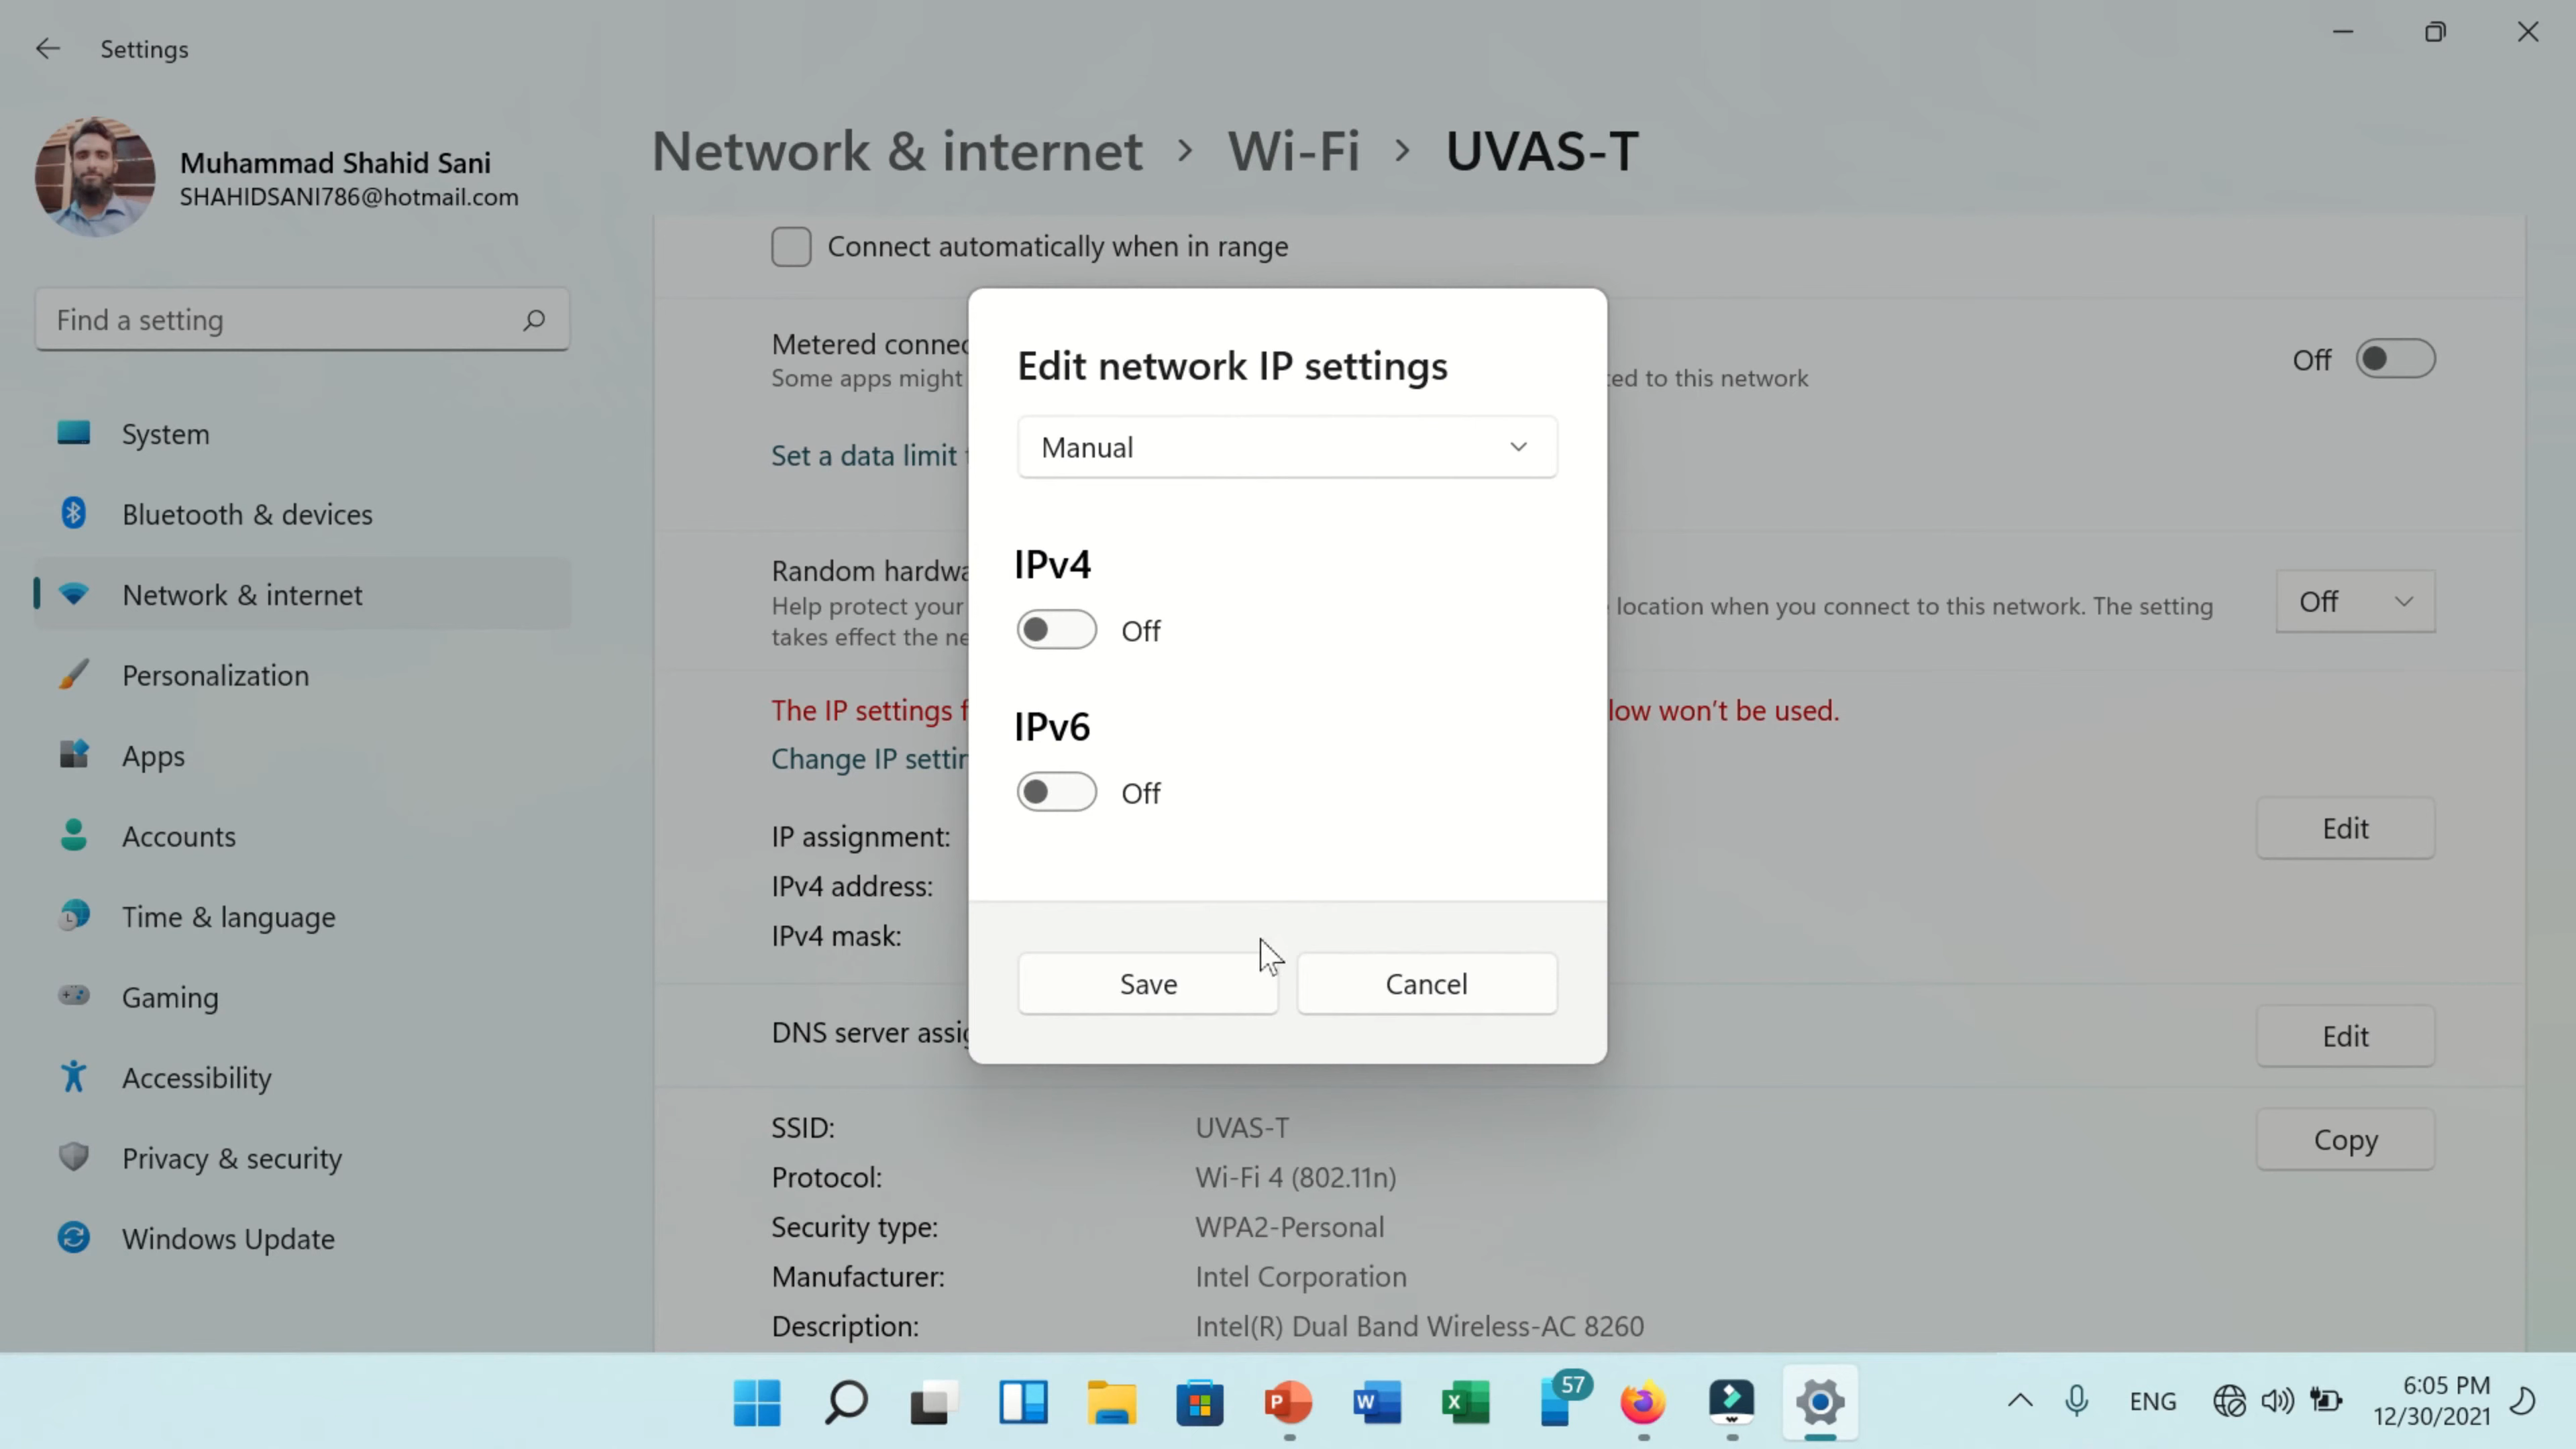 Settings
Muhammad Shahid Sani
SHAHIDSANI786@hotmail.com
Find a setting
System
Bluetooth & devices
Network & internet
Personalization
Apps
Accounts
Time & language
Gaming
Accessibility
Privacy & security
Windows Update
Network & internet > Wi-Fi > UVAS-T
Connect automatically when in range
Metered connec
Some apps might
ed to this network
Off
Set a data limit
Random hardwa
Help protect your
location when you connect to this network. The setting
takes effect the ne
Off
The IP settings f
low won't be used.
Change IP settin
IP assignment:
Edit
IPv4 address:
IPv4 mask:
DNS server assig
Edit
SSID: UVAS-T
Copy
Protocol: Wi-Fi 4 (802.11n)
Security type: WPA2-Personal
Manufacturer: Intel Corporation
Description: Intel(R) Dual Band Wireless-AC 8260
Edit network IP settings
Manual
IPv4
Off
IPv6
Off
Save
Cancel
P
W
X
57
ENG
6:05 PM
12/30/2021